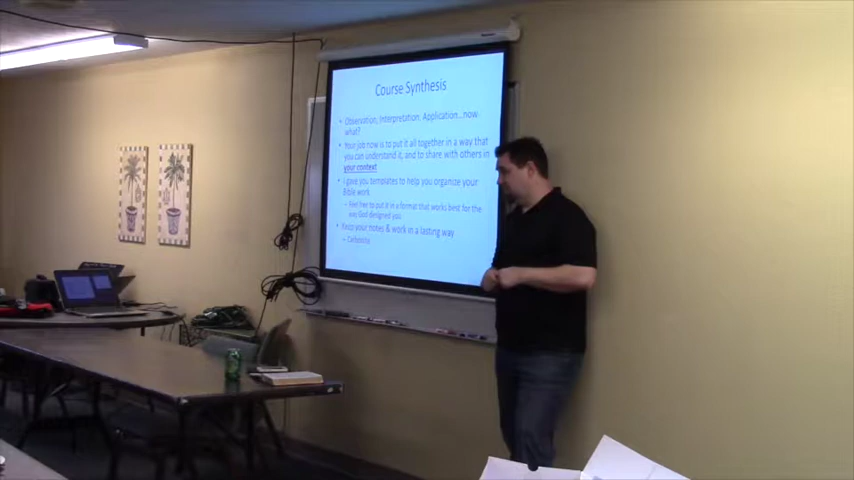 Course Synthesis
• Observation, Interpretation, Application...now
what?
• Your job now is to put it all together in a way that
you can understand it, and to share with others in
your context
• I gave you templates to help you organize your
Bible work
– Feel free to put it in a format that works best for the
way God designed you
• Keep your notes & work in a lasting way